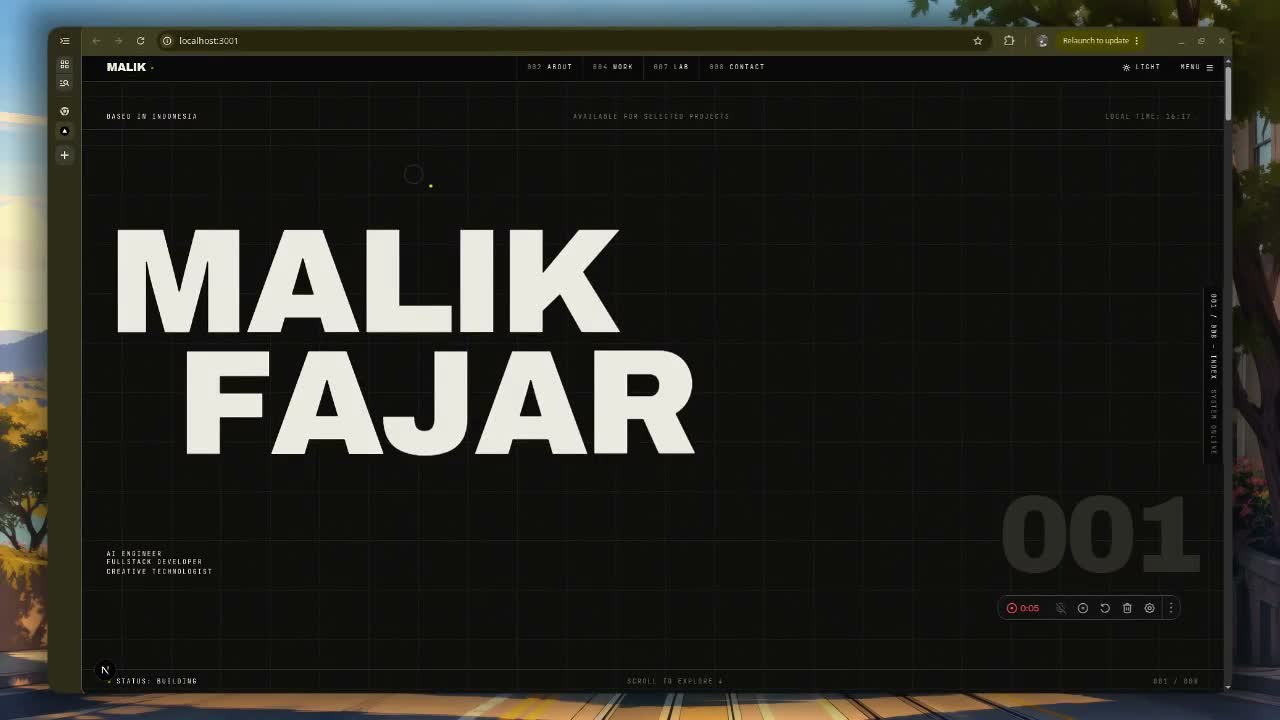 localhost:3001
Relaunch to update
MALIK
002 ABOUT
004 WORK
007 LAB
008 CONTACT
LIGHT
MENU
BASED IN INDONESIA
AVAILABLE FOR SELECTED PROJECTS
LOCAL TIME: 16:17
MALIK
FAJAR
001 / 008 — INDEX SYSTEM ONLINE
001
AI ENGINEER
FULLSTACK DEVELOPER
CREATIVE TECHNOLOGIST
0:05
N
STATUS: BUILDING
SCROLL TO EXPLORE ↓
001 / 008